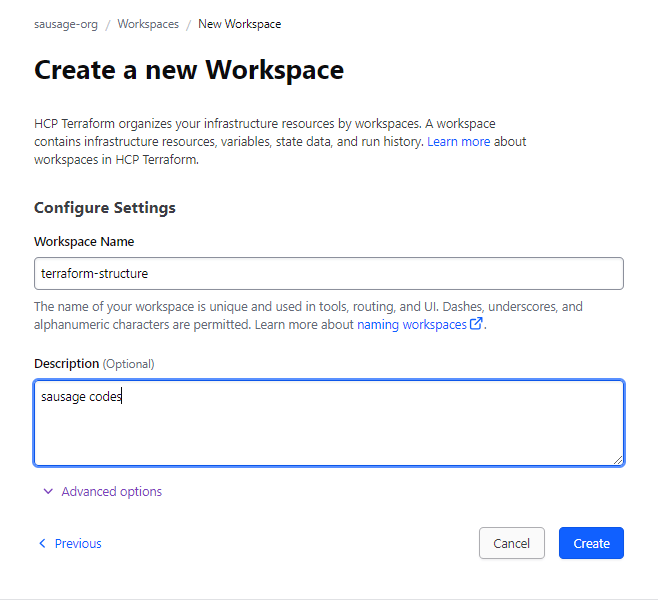 sausage-org / Workspaces / New Workspace
Create a new Workspace
HCP Terraform organizes your infrastructure resources by workspaces. A workspace
contains infrastructure resources, variables, state data, and run history. Learn more about
workspaces in HCP Terraform.
Configure Settings
Workspace Name
terraform-structure
The name of your workspace is unique and used in tools, routing, and UI. Dashes, underscores, and
alphanumeric characters are permitted. Learn more about naming workspaces.
Description (Optional)
sausage codes
Advanced options
Previous
Cancel
Create